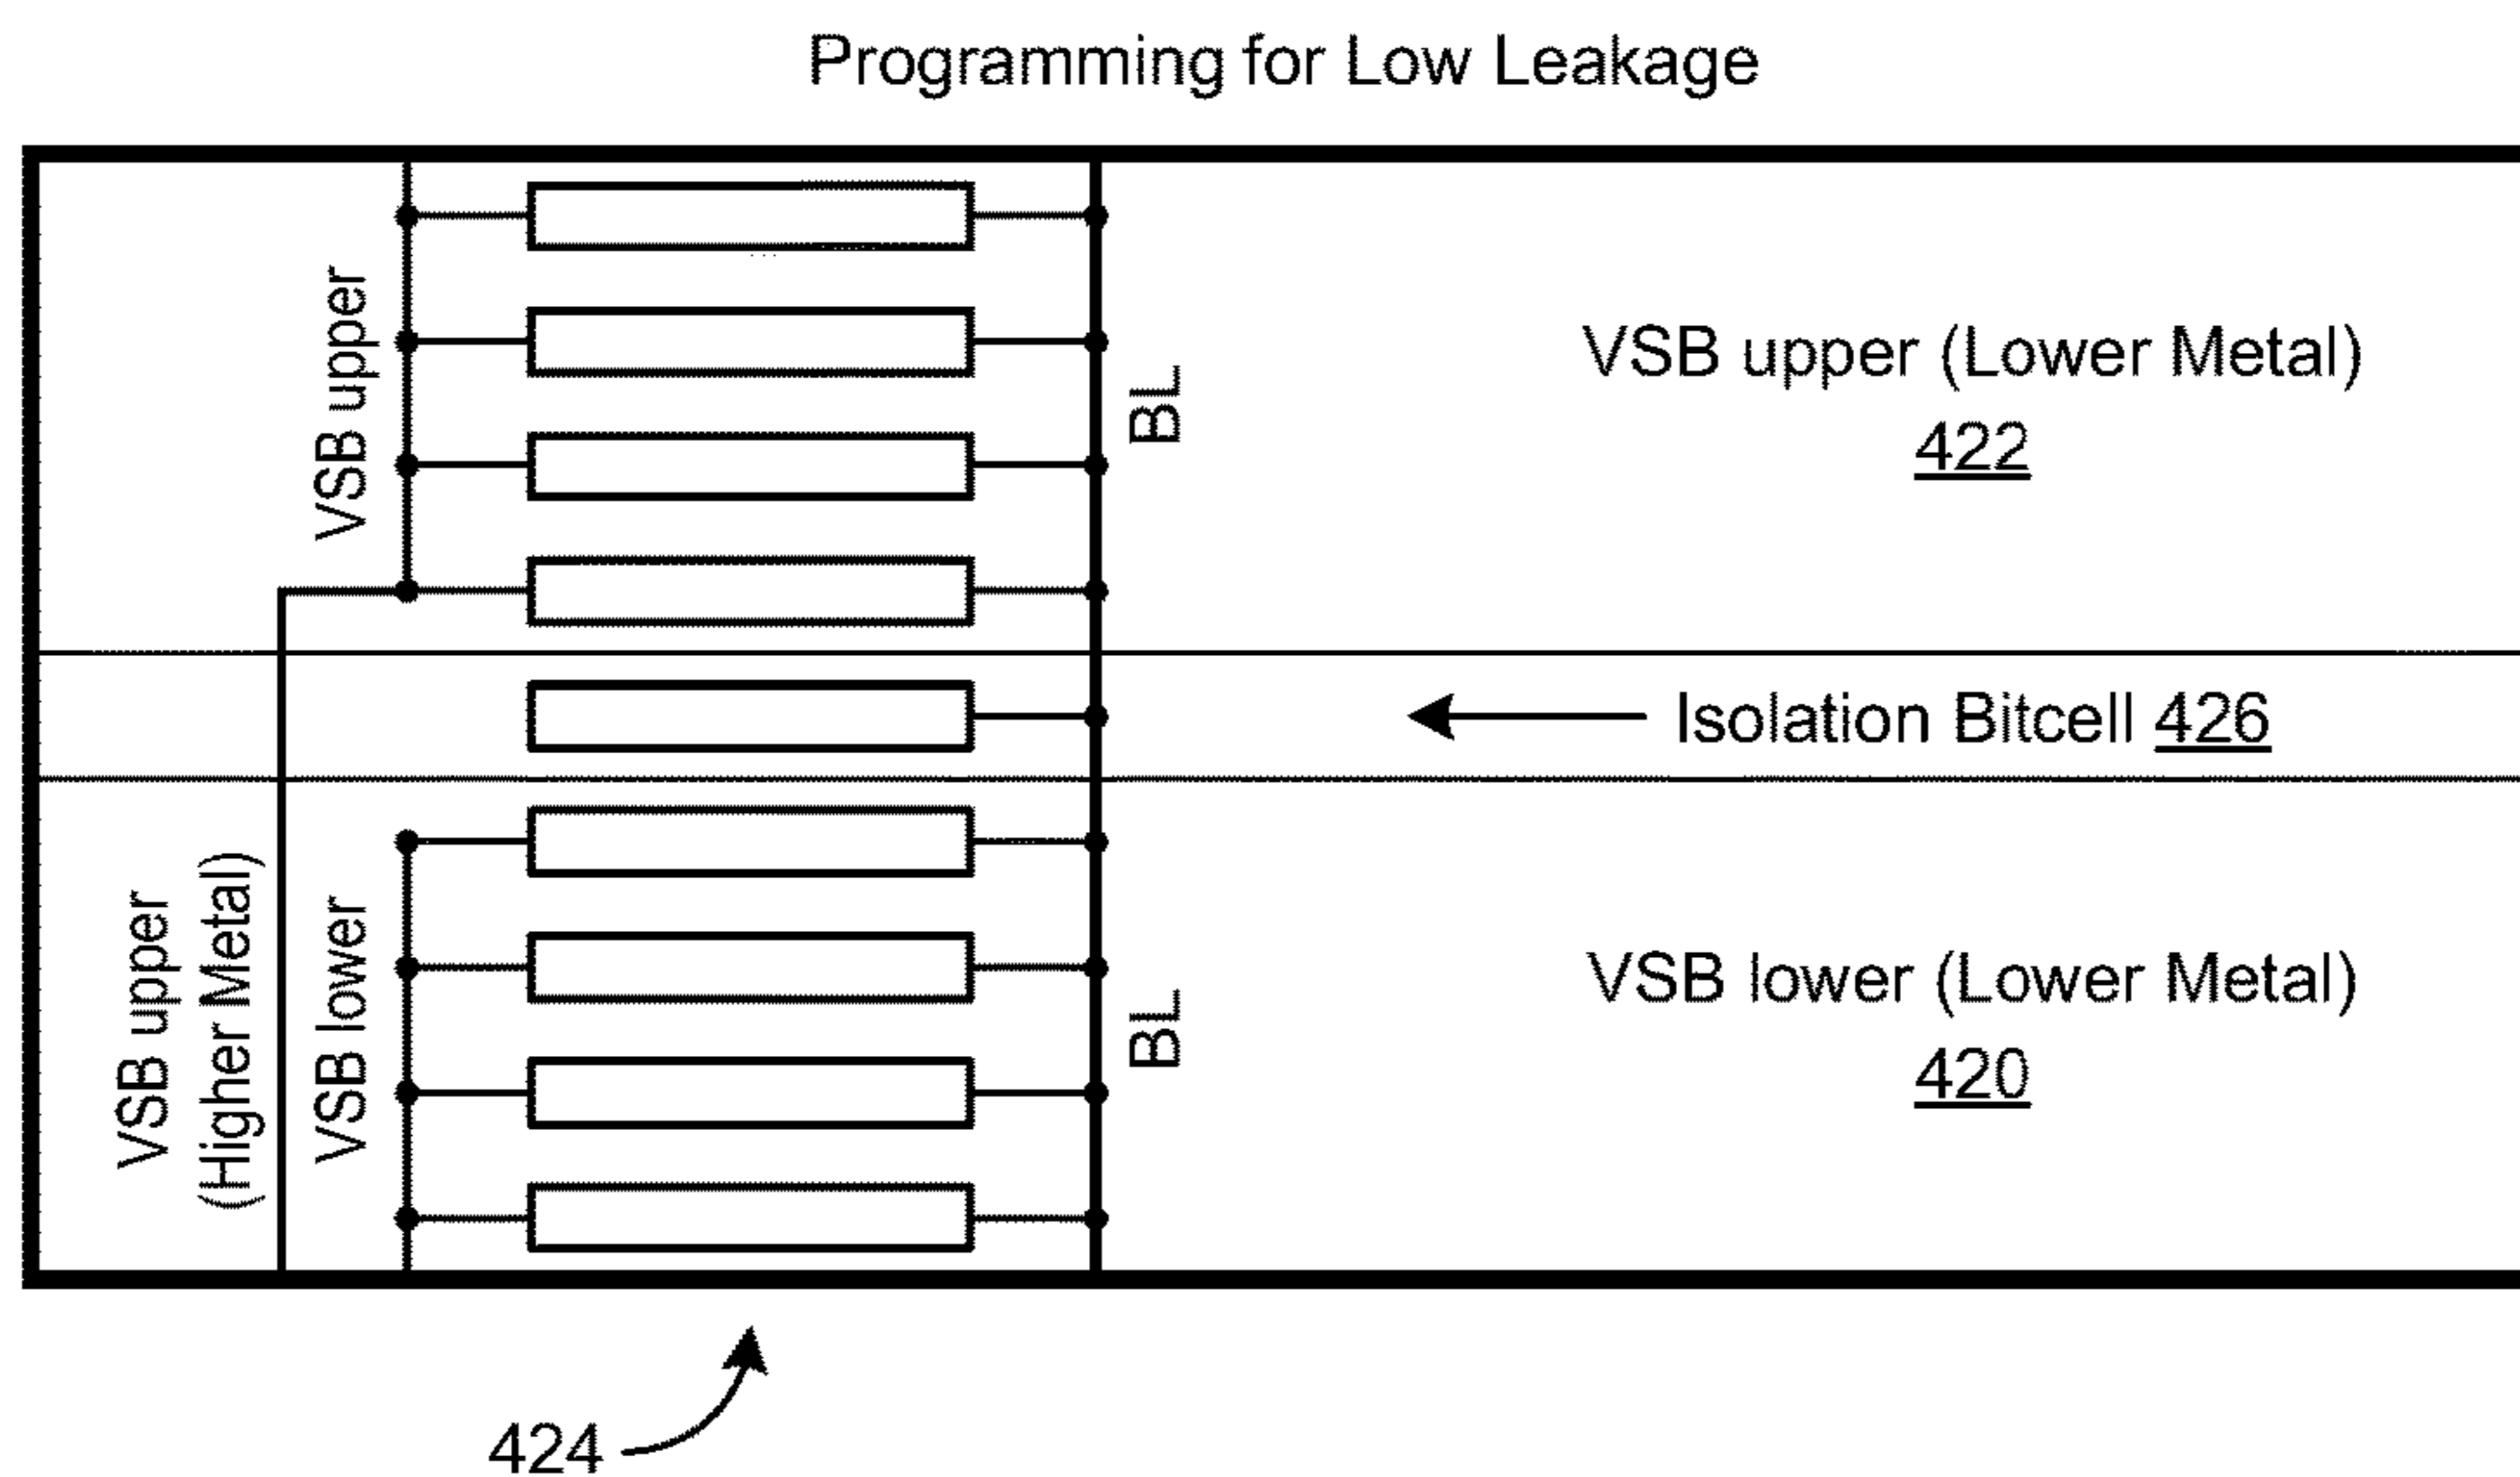 Programming for Low Leakage
VSB upper
BL
VSB upper (Lower Metal)
422
Isolation Bitcell 426
VSB upper
(Higher Metal)
VSB lower
BL
VSB lower (Lower Metal)
420
424